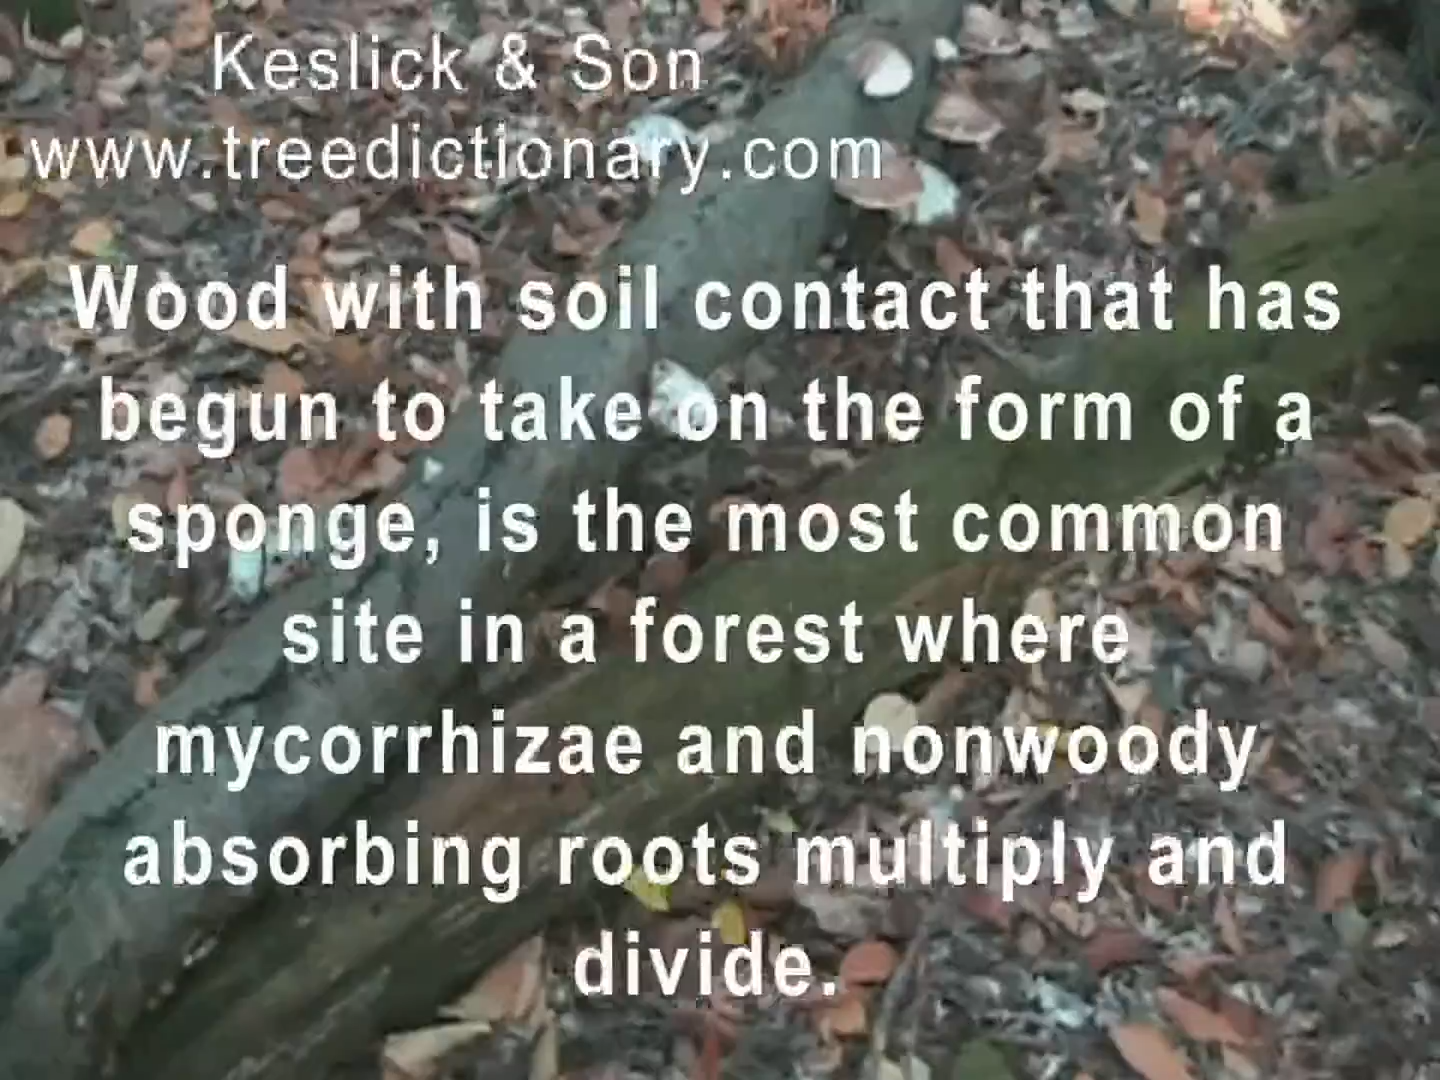 Keslick & Son
www.treedictionary.com
Wood with soil contact that has
begun to take on the form of a
sponge, is the most common
site in a forest where
mycorrhizae and nonwoody
absorbing roots multiply and
divide.